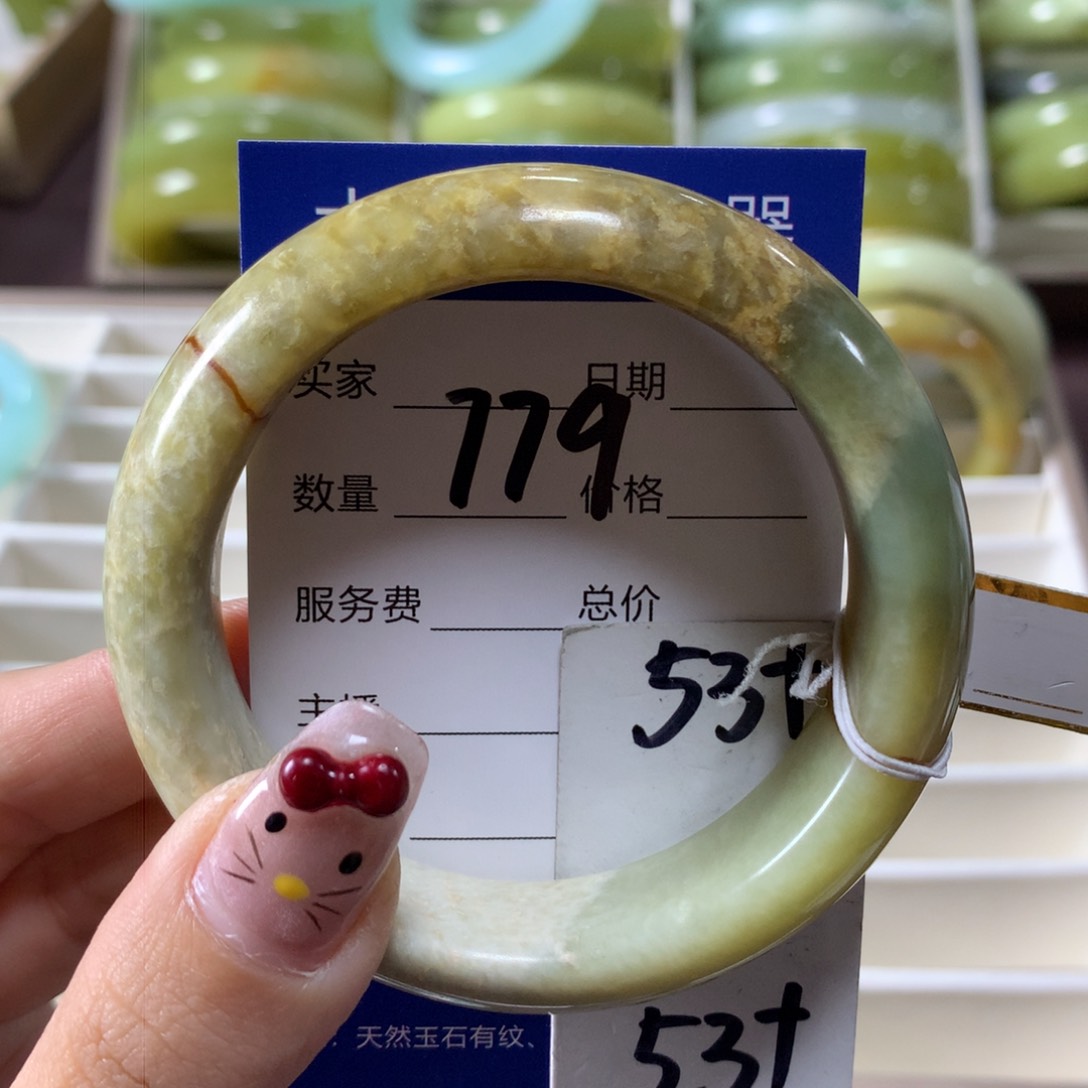 器
买家 日期
779
数量 价格
服务费 总价
53t
主播
53t
天然玉石有纹、